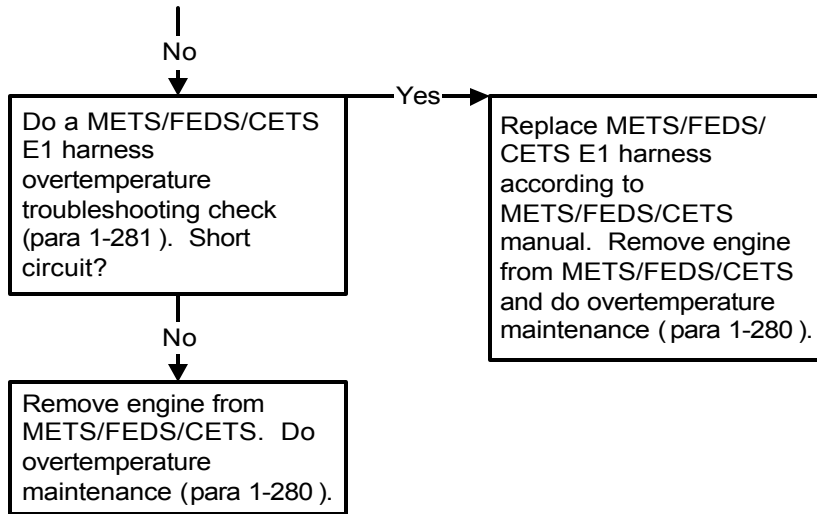 No
Do a METS/FEDS/CETS
E1 harness
overtemperature
troubleshooting check
(para 1-281 ). Short
circuit?
Yes
Replace METS/FEDS/
CETS E1 harness
according to
METS/FEDS/CETS
manual. Remove engine
from METS/FEDS/CETS
and do overtemperature
maintenance ( para 1-280 ).
No
Remove engine from
METS/FEDS/CETS. Do
overtemperature
maintenance (para 1-280 ).